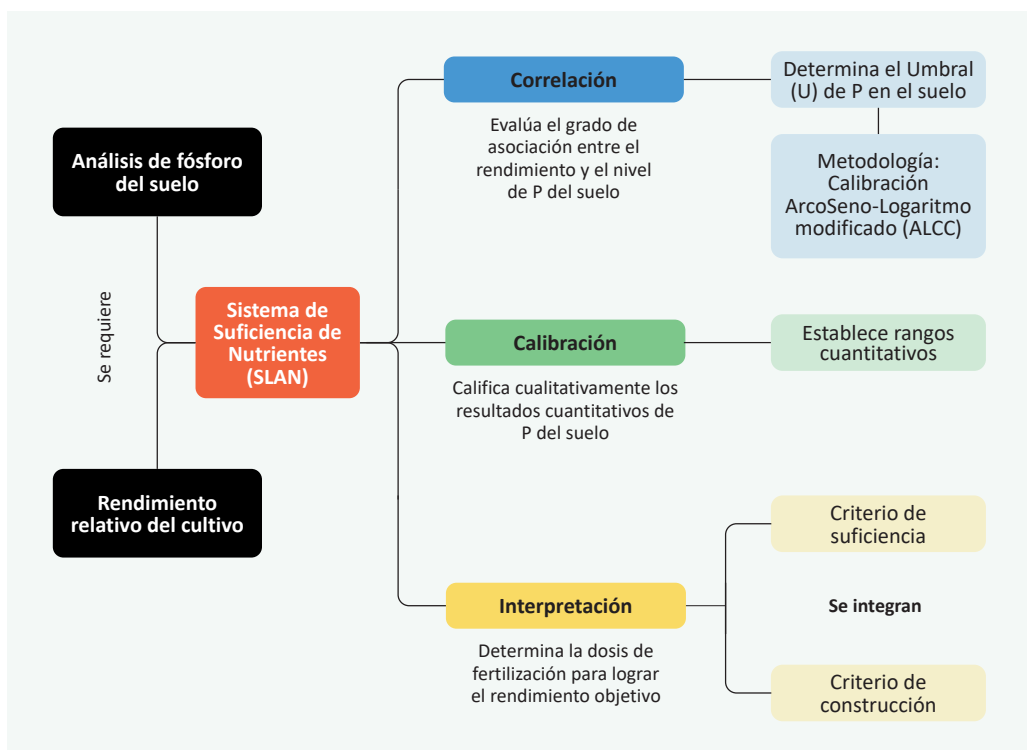 Análisis de fósforo
del suelo
Se requiere
Rendimiento
relativo del cultivo
Sistema de
Suficiencia de
Nutrientes
(SLAN)
Correlación
Evalúa el grado de
asociación entre el
rendimiento y el nivel
de P del suelo
Determina el Umbral
(U) de P en el suelo
Metodología:
Calibración
ArcoSeno-Logaritmo
modificado (ALCC)
Calibración
Califica cualitativamente los
resultados cuantitativos de
P del suelo
Establece rangos
cuantitativos
Interpretación
Determina la dosis de
fertilización para lograr
el rendimiento objetivo
Criterio de
suficiencia
Se integran
Criterio de
construcción